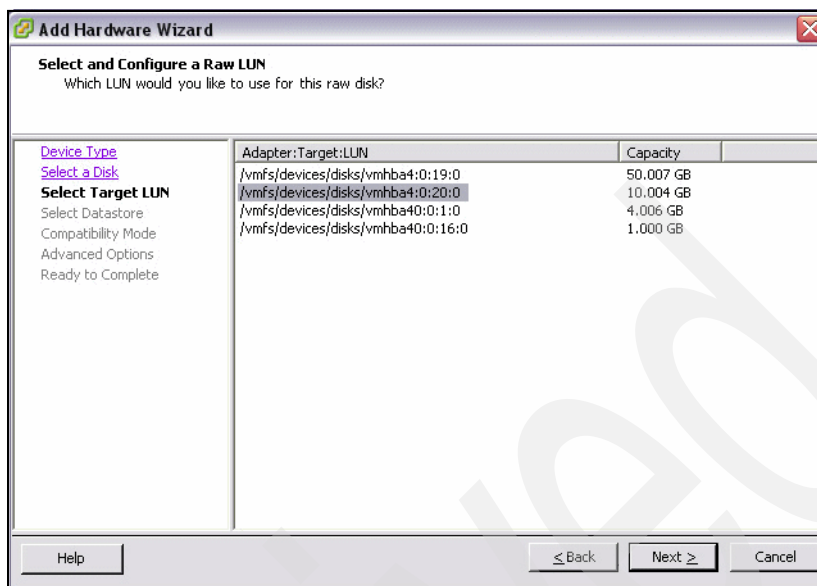 Add Hardware Wizard
Select and Configure a Raw LUN
Which LUN would you like to use for this raw disk?
Device Type
Select a Disk
Select Target LUN
Select Datastore
Compatibility Mode
Advanced Options
Ready to Complete
Adapter:Target:LUN Capacity
/vmfs/devices/disks/vmhba4:0:19:0 50.007 GB
/vmfs/devices/disks/vmhba4:0:20:0 10.004 GB
/vmfs/devices/disks/vmhba40:0:1:0 4.006 GB
/vmfs/devices/disks/vmhba40:0:16:0 1.000 GB
Help < Back Next > Cancel